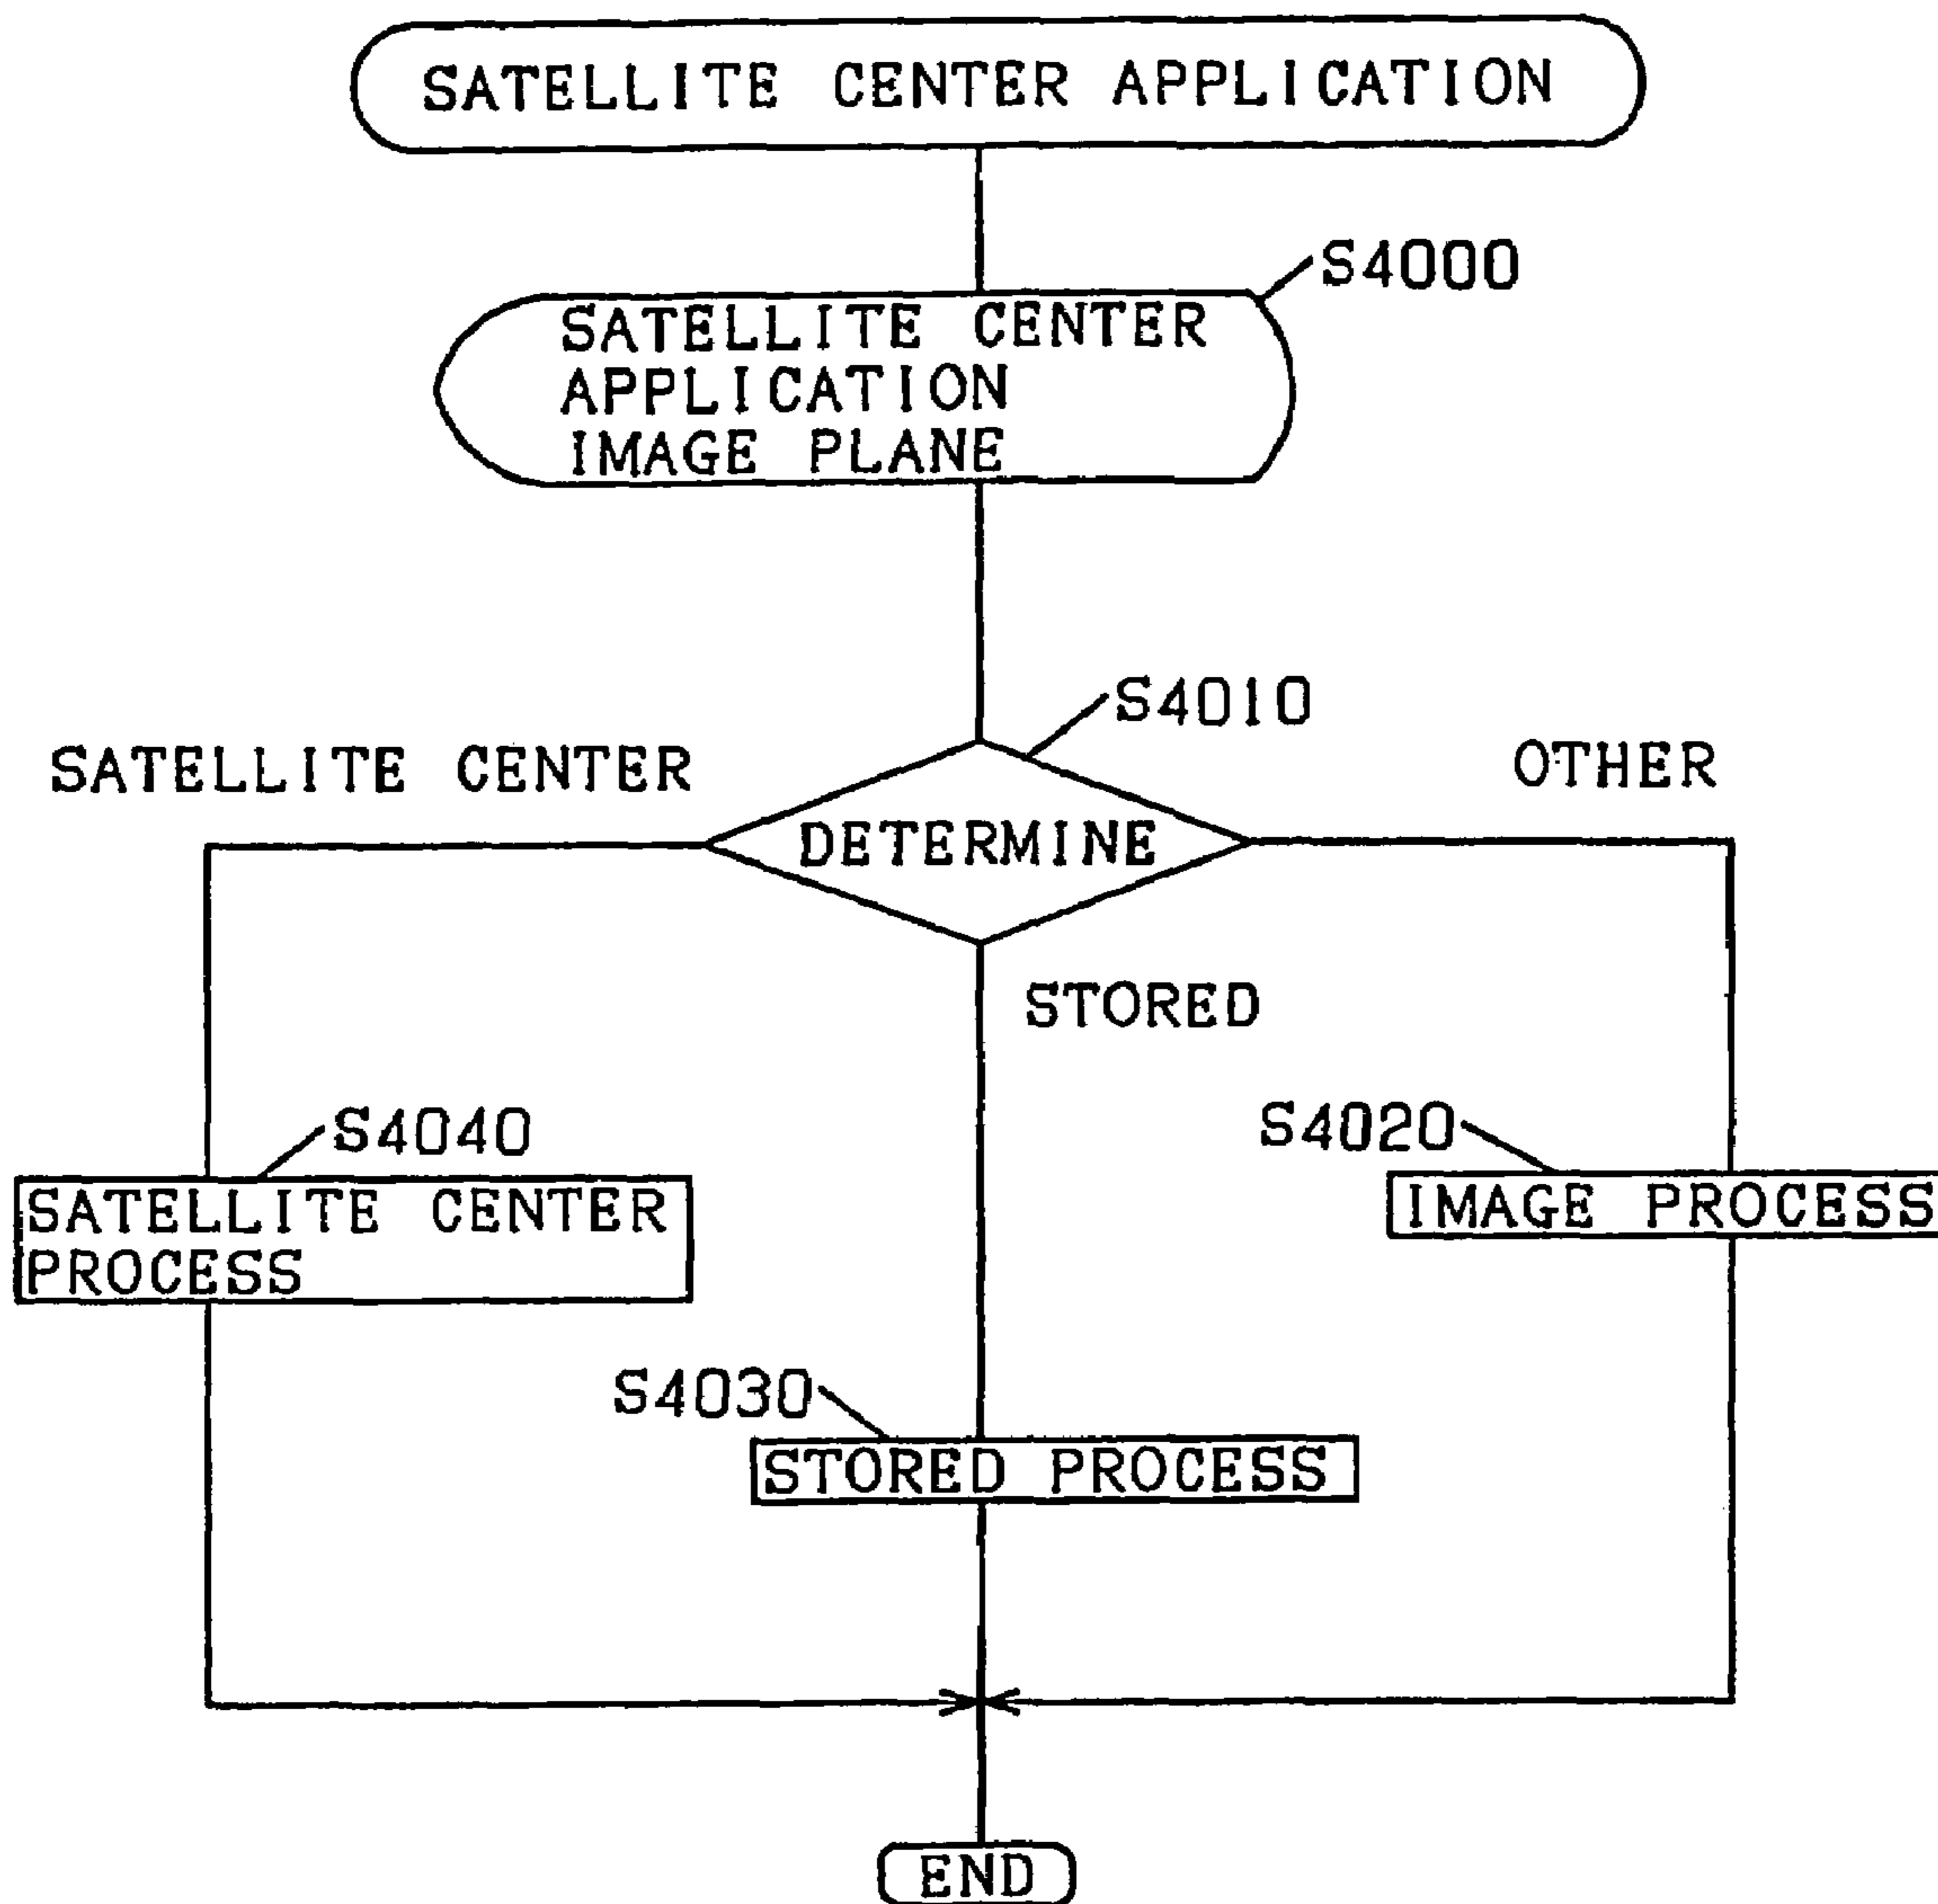 SATELLITE CENTER APPLICATION
S4000
SATELLITE CENTER
APPLICATION
IMAGE PLANE
S4010
SATELLITE CENTER
OTHER
DETERMINE
STORED
S4040
S4020
SATELLITE CENTER
PROCESS
IMAGE PROCESS
S4030
STORED PROCESS
END